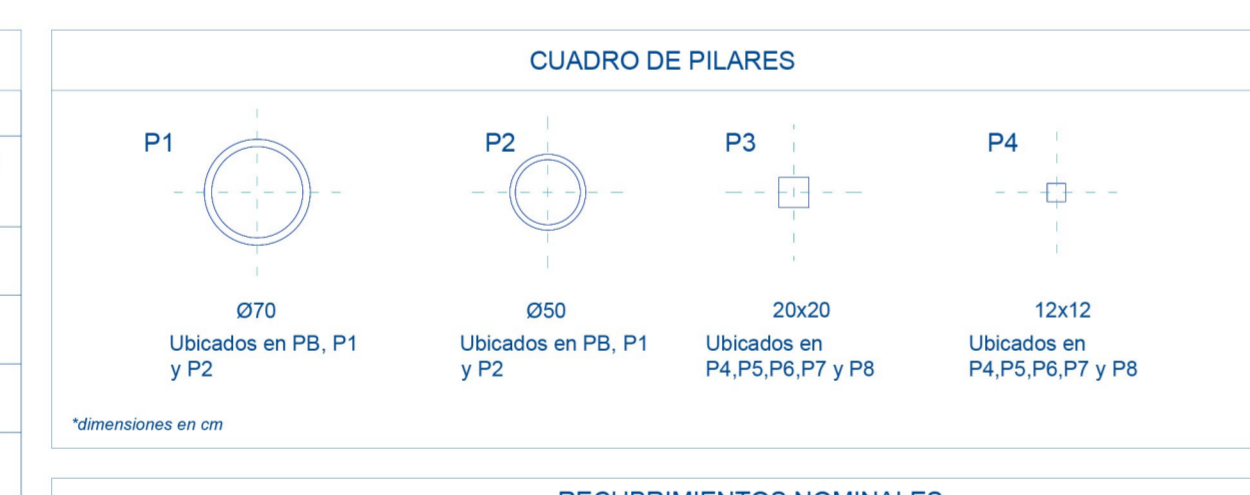 CUADRO DE PILARES
P1
P2
P3
P4
Ø70
Ubicados en PB, P1
y P2
Ø50
Ubicados en PB, P1
y P2
20x20
Ubicados en
P4,P5,P6,P7 y P8
12x12
Ubicados en
P4,P5,P6,P7 y P8
*dimensiones en cm
RECUBRIMIENTOS NOMINALES